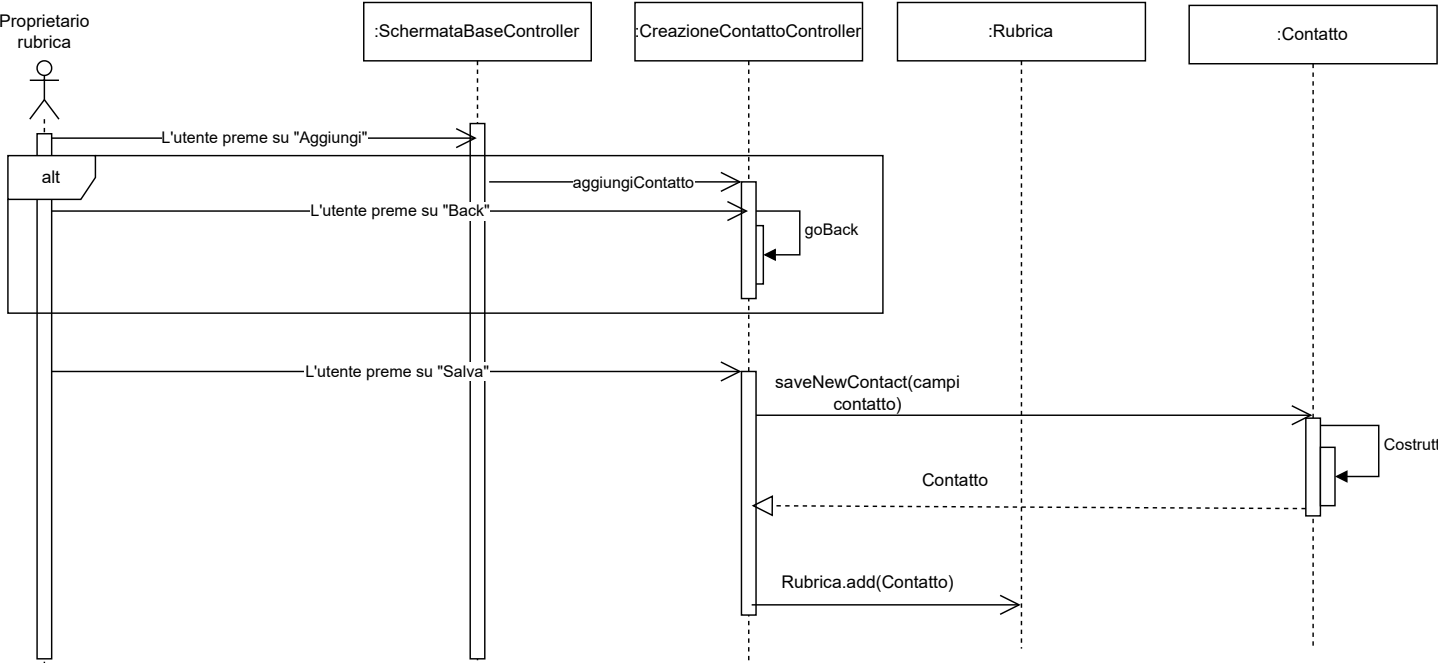 Proprietario
rubrica
:SchermataBaseController
:CreazioneContattoController
:Rubrica
:Contatto
L'utente preme su "Aggiungi"
alt
aggiungiContatto
L'utente preme su "Back"
goBack
L'utente preme su "Salva"
saveNewContact(campi
contatto)
Costrutt
Contatto
Rubrica.add(Contatto)